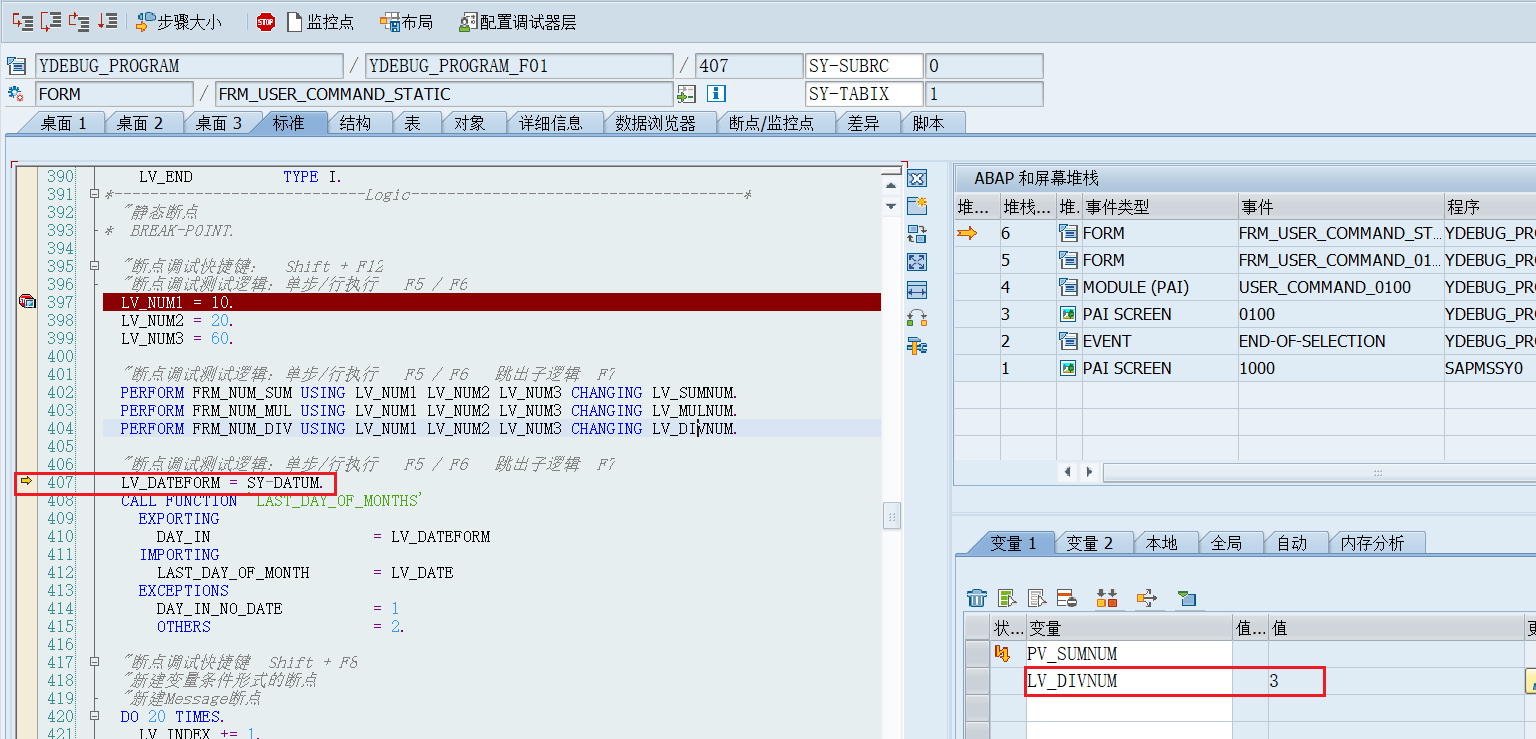 步骤大小 STOP 监控点 布局 配置调试器层
YDEBUG_PROGRAM / YDEBUG_PROGRAM_F01 / 407 SY-SUBRC 0
FORM / FRM_USER_COMMAND_STATIC SY-TABIX 1
桌面 1 桌面 2 桌面 3 标准 结构 表 对象 详细信息 数据浏览器 断点/监控点 差异 脚本
390 LV_END TYPE I.
391 *----------------------------Logic-------------------------------------*
392 "静态断点
393 * BREAK-POINT.
394
395 "断点调试快捷键: Shift + F12
396 "断点调试测试逻辑: 单步/行执行 F5 / F6
397 LV_NUM1 = 10.
398 LV_NUM2 = 20.
399 LV_NUM3 = 60.
400
401 "断点调试测试逻辑: 单步/行执行 F5 / F6 跳出子逻辑 F7
402 PERFORM FRM_NUM_SUM USING LV_NUM1 LV_NUM2 LV_NUM3 CHANGING LV_SUMNUM.
403 PERFORM FRM_NUM_MUL USING LV_NUM1 LV_NUM2 LV_NUM3 CHANGING LV_MULNUM.
404 PERFORM FRM_NUM_DIV USING LV_NUM1 LV_NUM2 LV_NUM3 CHANGING LV_DIVNUM.
405
406 "断点调试测试逻辑: 单步/行执行 F5 / F6 跳出子逻辑 F7
407 LV_DATEFORM = SY-DATUM.
408 CALL FUNCTION 'LAST_DAY_OF_MONTHS'
409 EXPORTING
410 DAY_IN = LV_DATEFORM
411 IMPORTING
412 LAST_DAY_OF_MONTH = LV_DATE
413 EXCEPTIONS
414 DAY_IN_NO_DATE = 1
415 OTHERS = 2.
416
417 "断点调试快捷键 Shift + F8
418 "新建变量条件形式的断点
419 "新建Message断点
420 DO 20 TIMES.
421 LV_INDEX += 1.
ABAP 和屏幕堆栈
堆... 堆栈... 堆. 事件类型 事件 程序
6 FORM FRM_USER_COMMAND_ST... YDEBUG_PRO
5 FORM FRM_USER_COMMAND_01... YDEBUG_PRO
4 MODULE (PAI) USER_COMMAND_0100 YDEBUG_PRO
3 PAI SCREEN 0100 YDEBUG_PRO
2 EVENT END-OF-SELECTION YDEBUG_PRO
1 PAI SCREEN 1000 SAPMSSY0
变量 1 变量 2 本地 全局 自动 内存分析
状... 变量 值... 值
PV_SUMNUM
LV_DIVNUM 3